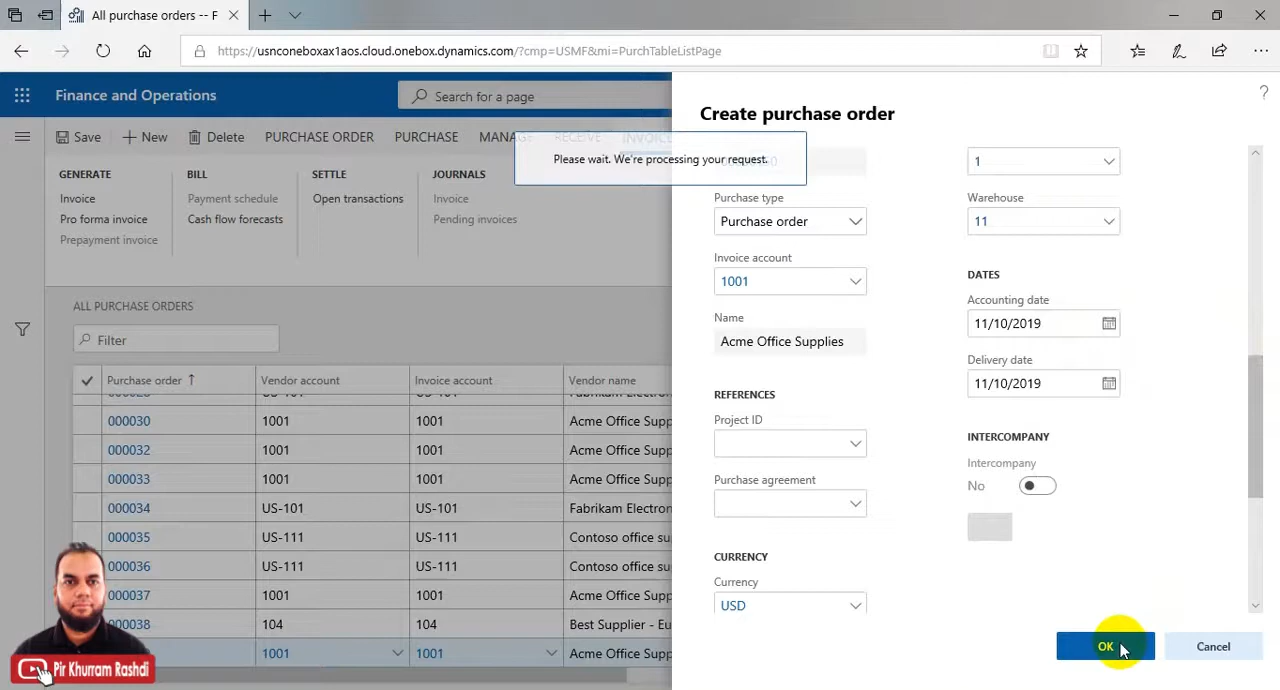 All purchase orders -- F
https://usnconeboxax1aos.cloud.onebox.dynamics.com/?cmp=USMF&mi=PurchTableListPage
Finance and Operations
Search for a page
Save
New
Delete
PURCHASE ORDER
PURCHASE
MANAG
RECEIVE
INVOIC
Please wait. We're processing your request.
GENERATE
Invoice
Pro forma invoice
Prepayment invoice
BILL
Payment schedule
Cash flow forecasts
SETTLE
Open transactions
JOURNALS
Invoice
Pending invoices
ALL PURCHASE ORDERS
Filter
Purchase order ↑ Vendor account Invoice account Vendor name
000030 1001 1001 Acme Office Supp
000032 1001 1001 Acme Office Supp
000033 1001 1001 Acme Office Supp
000034 US-101 US-101 Fabrikam Electron
000035 US-111 US-111 Contoso office su
000036 US-111 US-111 Contoso office su
000037 1001 1001 Acme Office Supp
000038 104 104 Best Supplier - Eu
1001 1001 Acme Office Supp
Pir Khurram Rashdi
?
Create purchase order
Purchase type
Purchase order
Invoice account
1001
Name
Acme Office Supplies
REFERENCES
Project ID
Purchase agreement
CURRENCY
Currency
USD
1
Warehouse
11
DATES
Accounting date
11/10/2019
Delivery date
11/10/2019
INTERCOMPANY
Intercompany
No
OK
Cancel